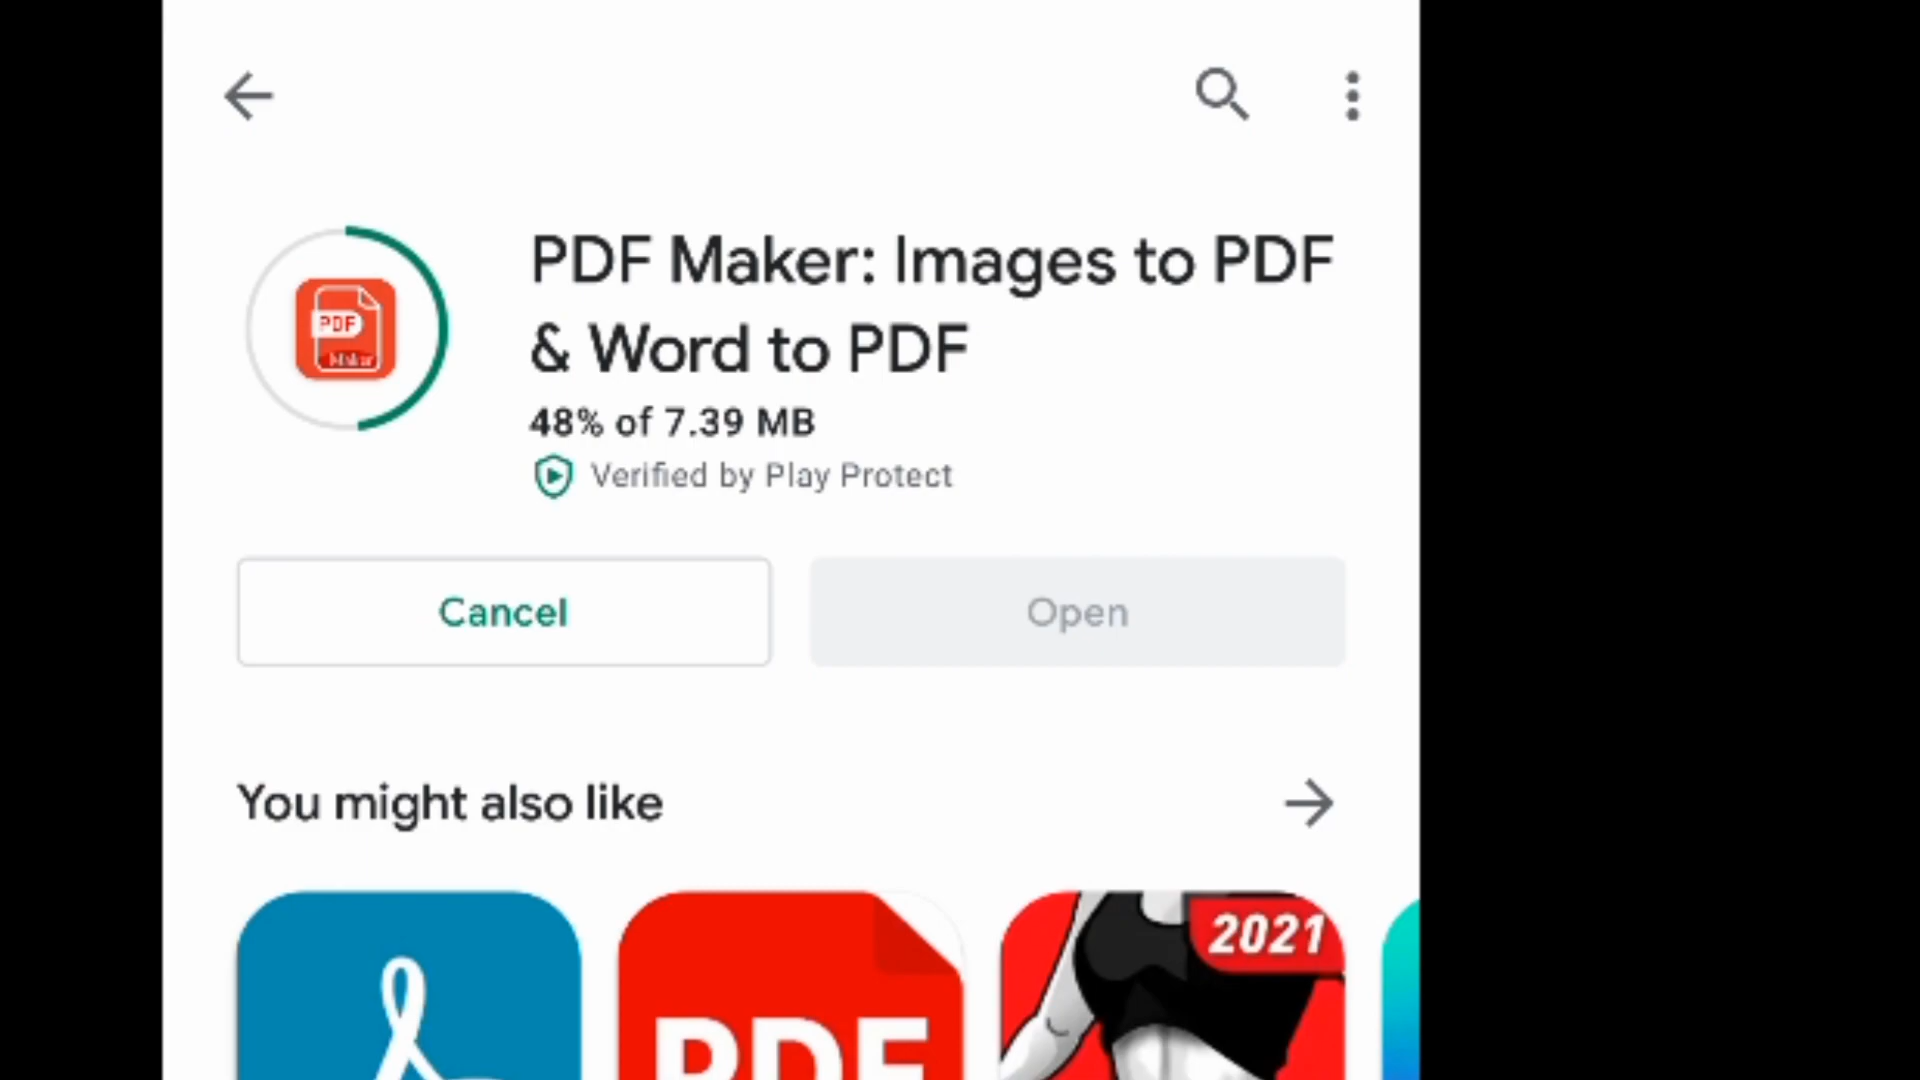 PDF Maker: Images to PDF
& Word to PDF
PDF
Maker
48% of 7.39 MB
Verified by Play Protect
Cancel
Open
You might also like
2021
PDF